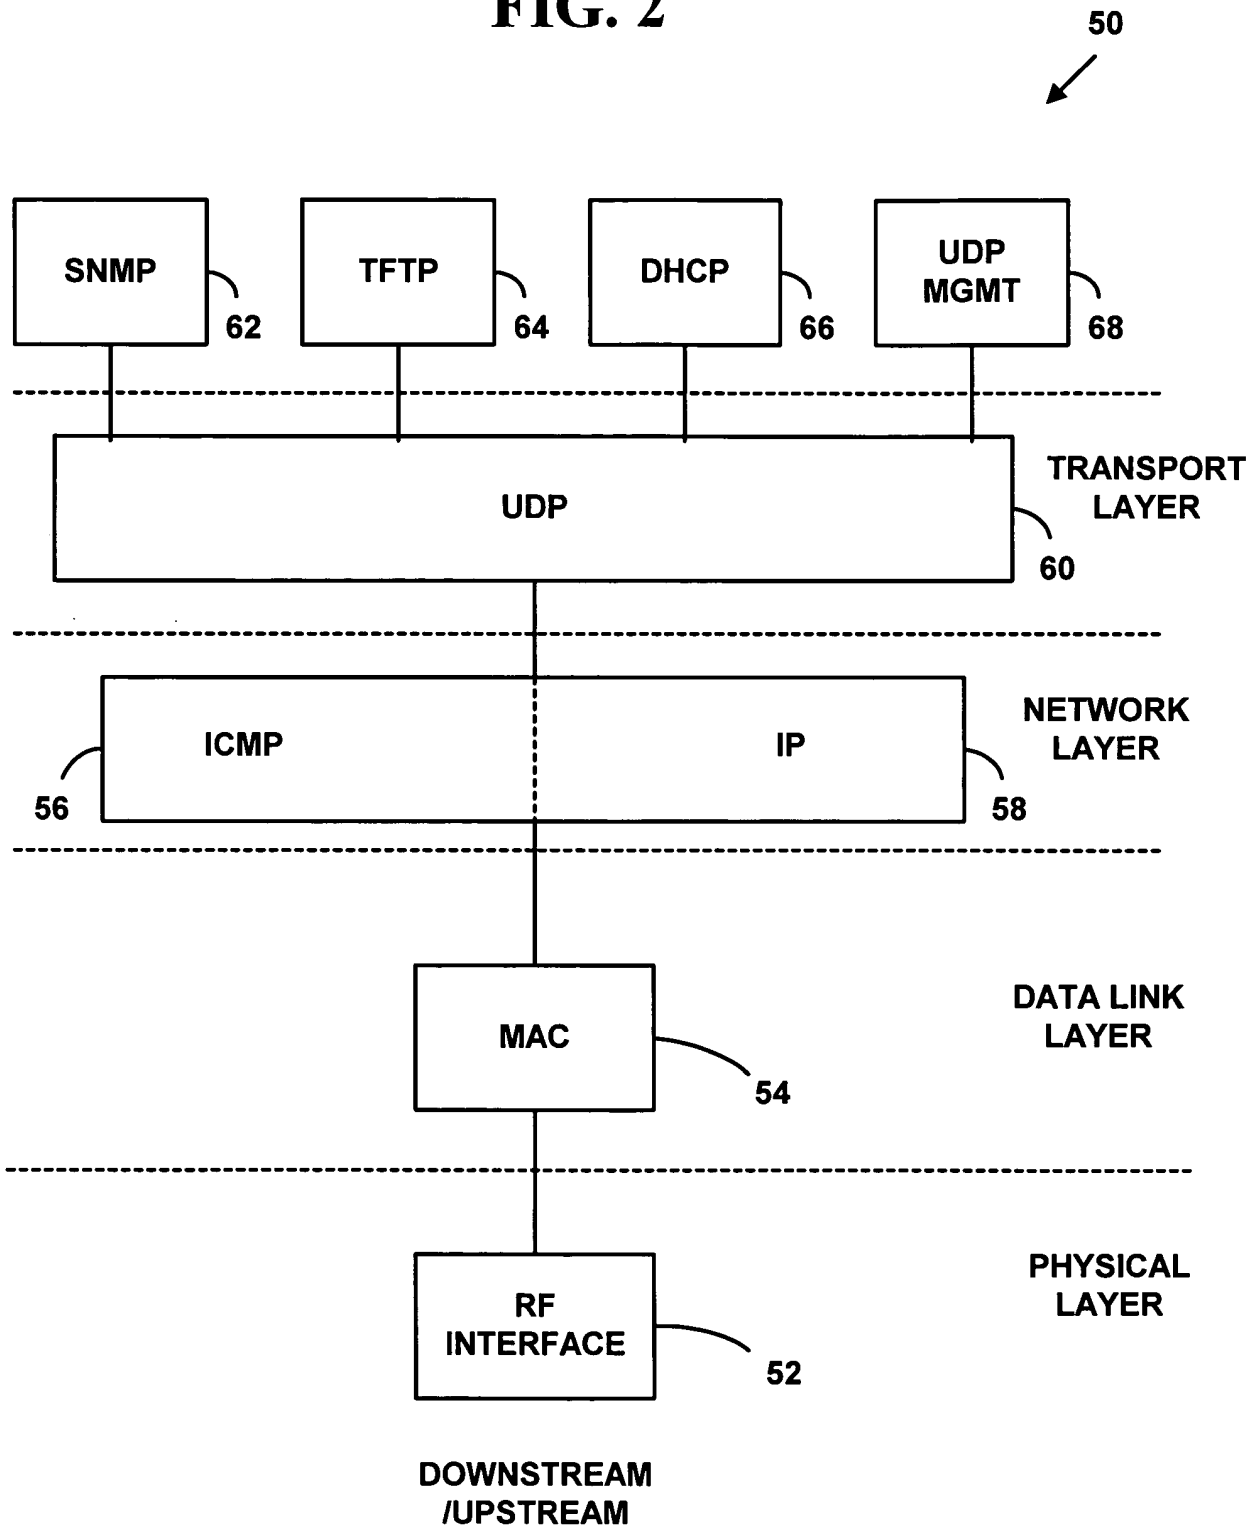 FIG. 2
50
SNMP
62
TFTP
64
DHCP
66
UDP
MGMT
68
UDP
60
TRANSPORT
LAYER
ICMP
56
IP
58
NETWORK
LAYER
MAC
54
DATA LINK
LAYER
RF
INTERFACE
52
PHYSICAL
LAYER
DOWNSTREAM
/UPSTREAM